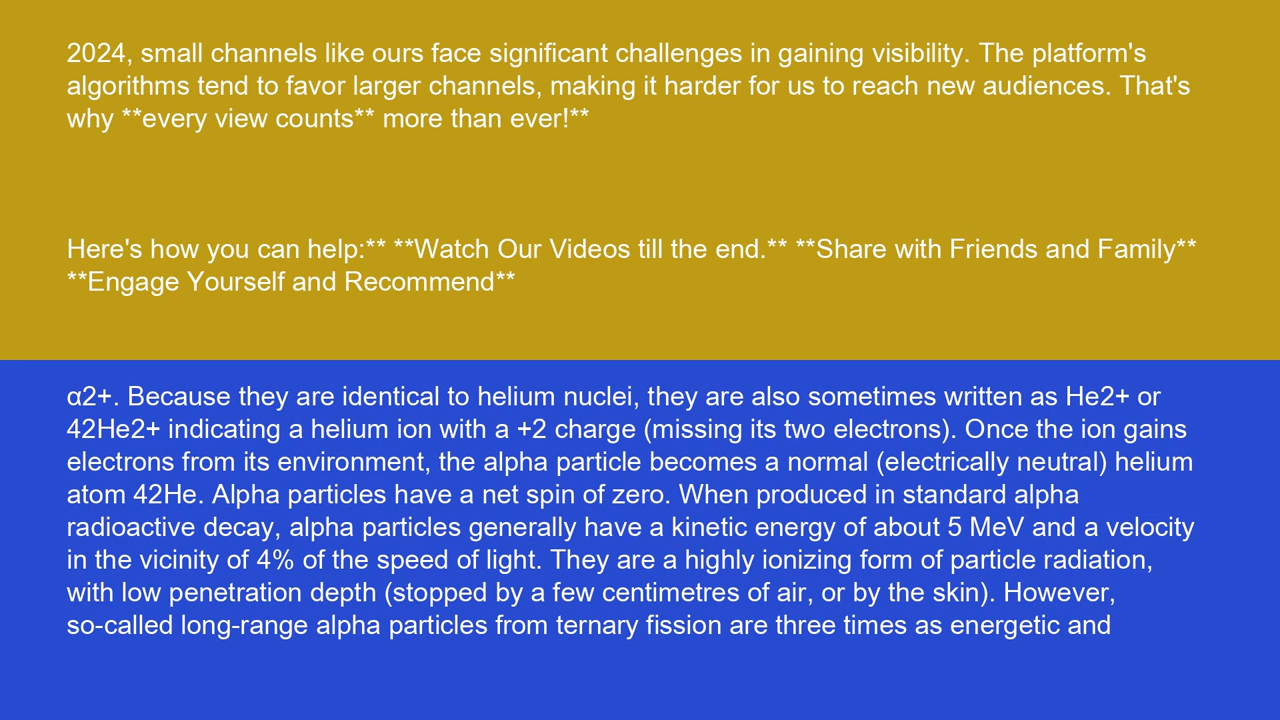 2024, small channels like ours face significant challenges in gaining visibility. The platform's
algorithms tend to favor larger channels, making it harder for us to reach new audiences. That's
why **every view counts** more than ever!**
Here's how you can help:** **Watch Our Videos till the end.** **Share with Friends and Family**
**Engage Yourself and Recommend**
α2+. Because they are identical to helium nuclei, they are also sometimes written as He2+ or
42He2+ indicating a helium ion with a +2 charge (missing its two electrons). Once the ion gains
electrons from its environment, the alpha particle becomes a normal (electrically neutral) helium
atom 42He. Alpha particles have a net spin of zero. When produced in standard alpha
radioactive decay, alpha particles generally have a kinetic energy of about 5 MeV and a velocity
in the vicinity of 4% of the speed of light. They are a highly ionizing form of particle radiation,
with low penetration depth (stopped by a few centimetres of air, or by the skin). However,
so-called long-range alpha particles from ternary fission are three times as energetic and